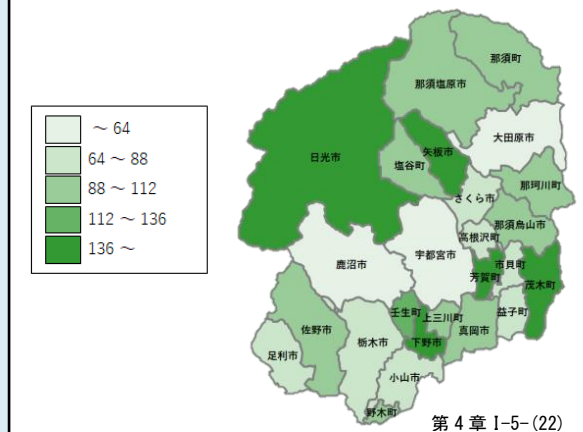 ～ 64
64 ～ 88
88 ～ 112
112 ～ 136
136 ～
那須町
那須塩原市
大田原市
日光市
矢板市
塩谷町
那珂川町
さくら市
那須烏山市
高根沢町
宇都宮市
市貝町
鹿沼市
芳賀町
茂木町
壬生町
上三川町
益子町
佐野市
真岡市
栃木市
下野市
足利市
小山市
野木町
第４章 I-5-(22)